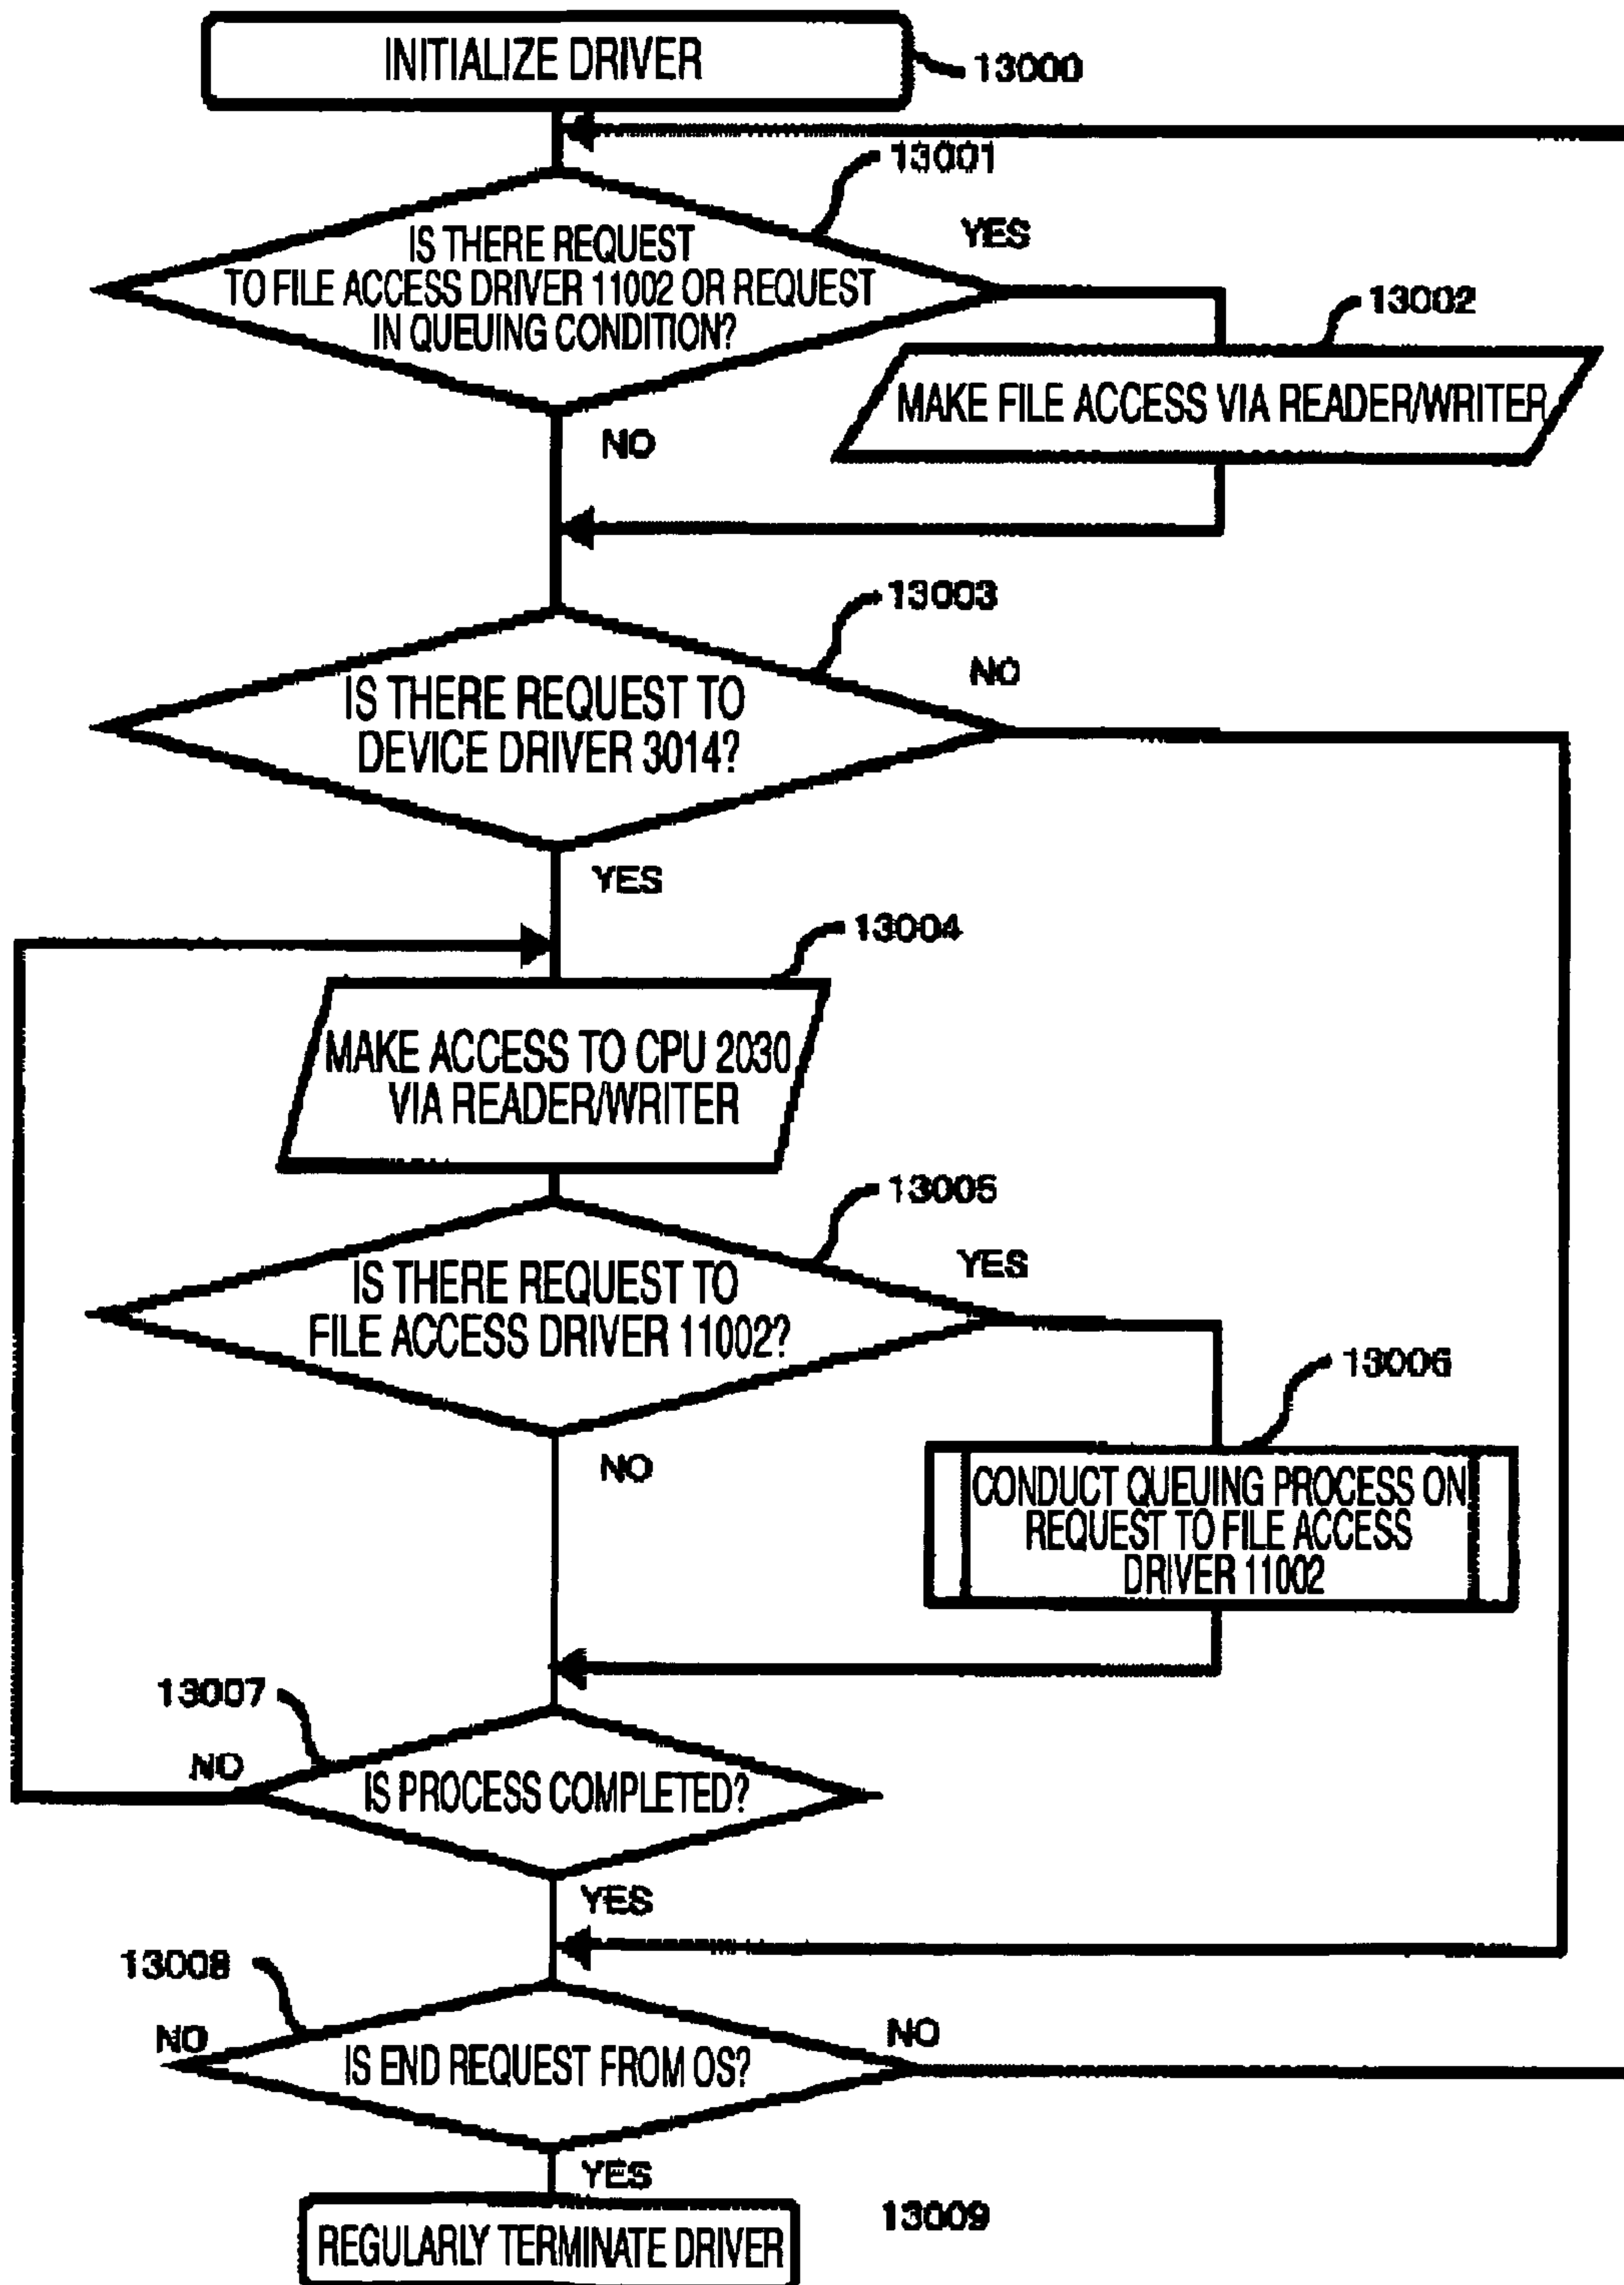 INITIALIZE DRIVER
13000
13001
IS THERE REQUEST
TO FILE ACCESS DRIVER 11002 OR REQUEST
IN QUEUING CONDITION?
YES
13002
MAKE FILE ACCESS VIA READER/WRITER
NO
13003
IS THERE REQUEST TO
DEVICE DRIVER 3014?
NO
YES
13004
MAKE ACCESS TO CPU 2030
VIA READER/WRITER
13005
IS THERE REQUEST TO
FILE ACCESS DRIVER 11002?
YES
13006
CONDUCT QUEUING PROCESS ON
REQUEST TO FILE ACCESS
DRIVER 11002
NO
13007
NO
IS PROCESS COMPLETED?
YES
13008
NO
IS END REQUEST FROM OS?
NO
YES
13009
REGULARLY TERMINATE DRIVER